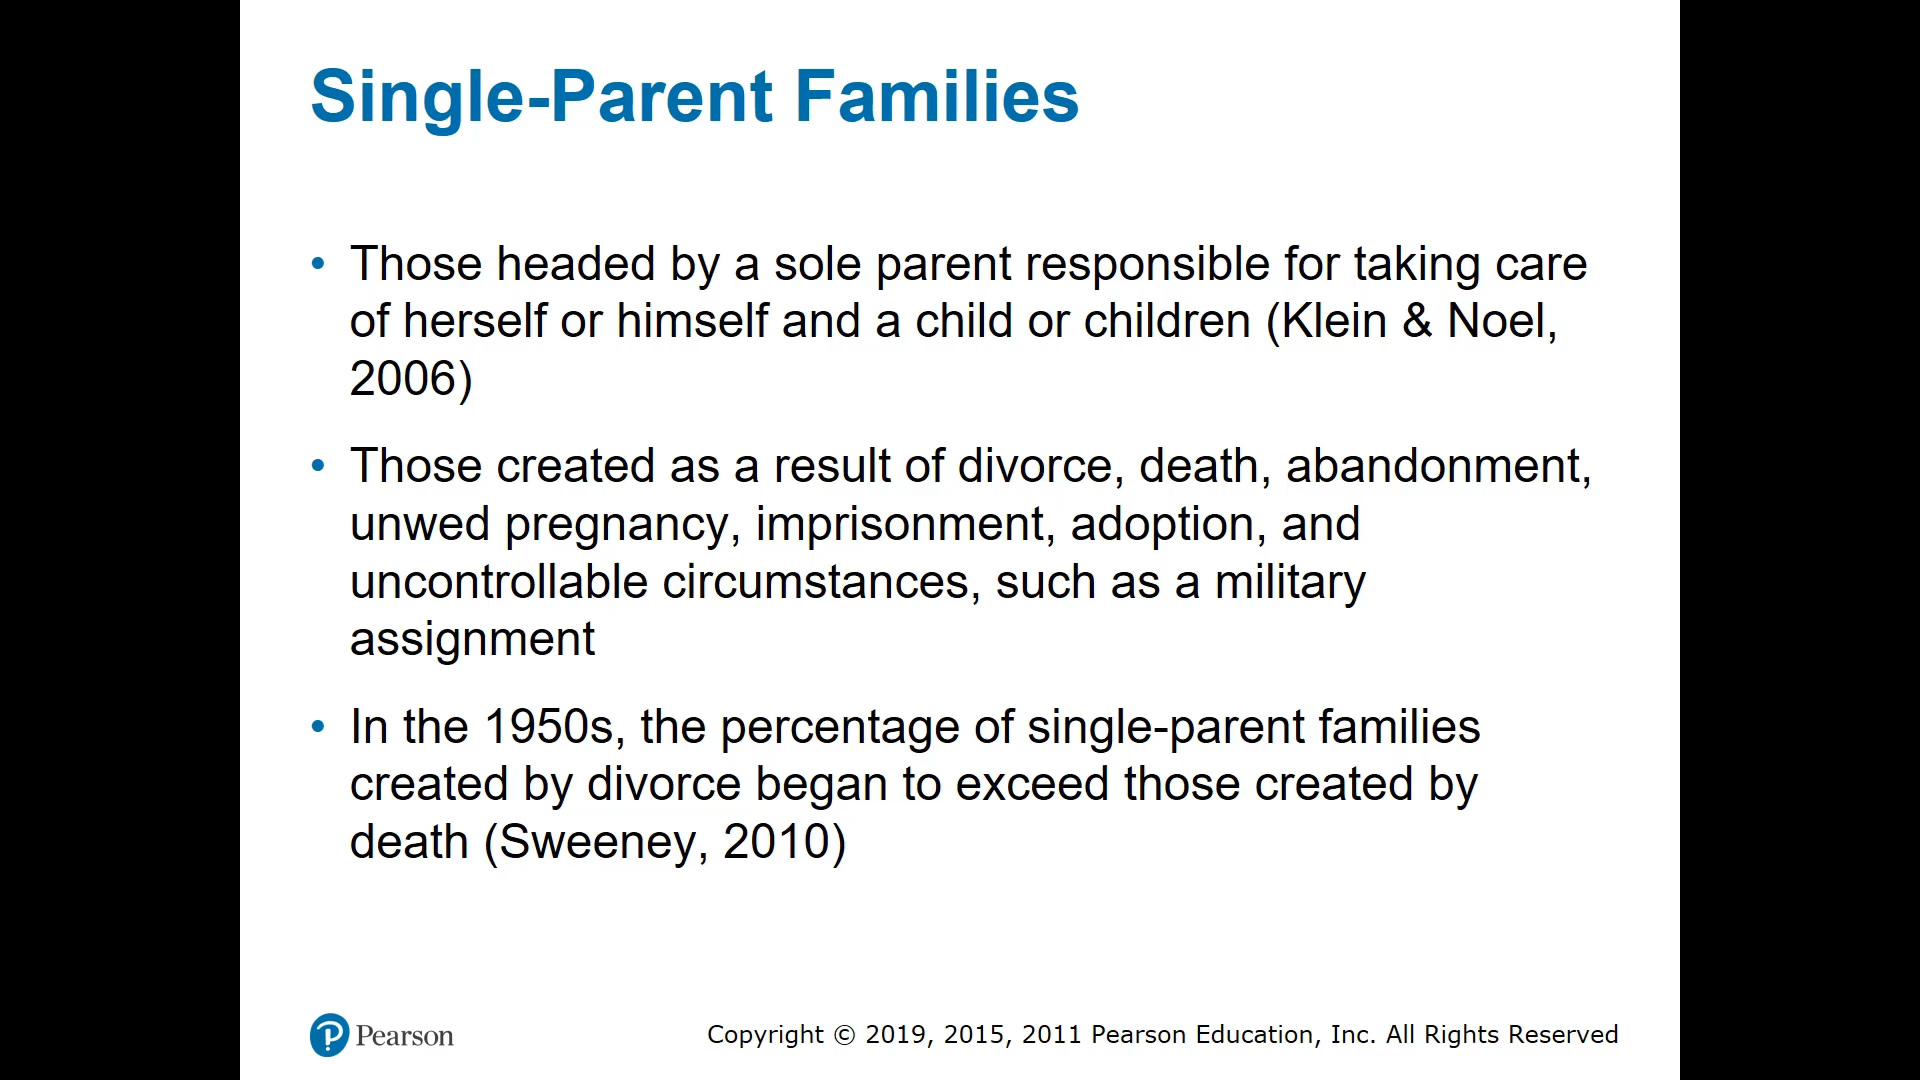 Single-Parent Families
• Those headed by a sole parent responsible for taking care
of herself or himself and a child or children (Klein & Noel,
2006)
• Those created as a result of divorce, death, abandonment,
unwed pregnancy, imprisonment, adoption, and
uncontrollable circumstances, such as a military
assignment
• In the 1950s, the percentage of single-parent families
created by divorce began to exceed those created by
death (Sweeney, 2010)
Pearson
Copyright © 2019, 2015, 2011 Pearson Education, Inc. All Rights Reserved